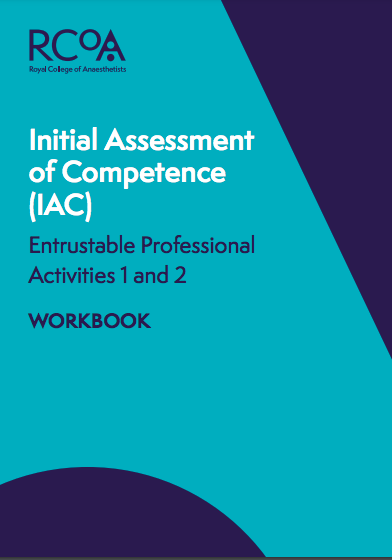 RCOA
Royal College of Anaesthetists
Initial Assessment
of Competence
(IAC)
Entrustable Professional
Activities 1 and 2
WORKBOOK